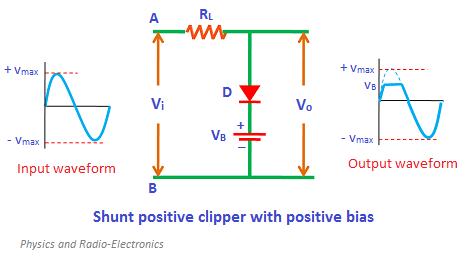 A
RL
+ Vmax
- Vmax
Input waveform
Vi
D
+
VB
−
Vo
B
+ Vmax
VB
- Vmax
Output waveform
Shunt positive clipper with positive bias
Physics and Radio-Electronics